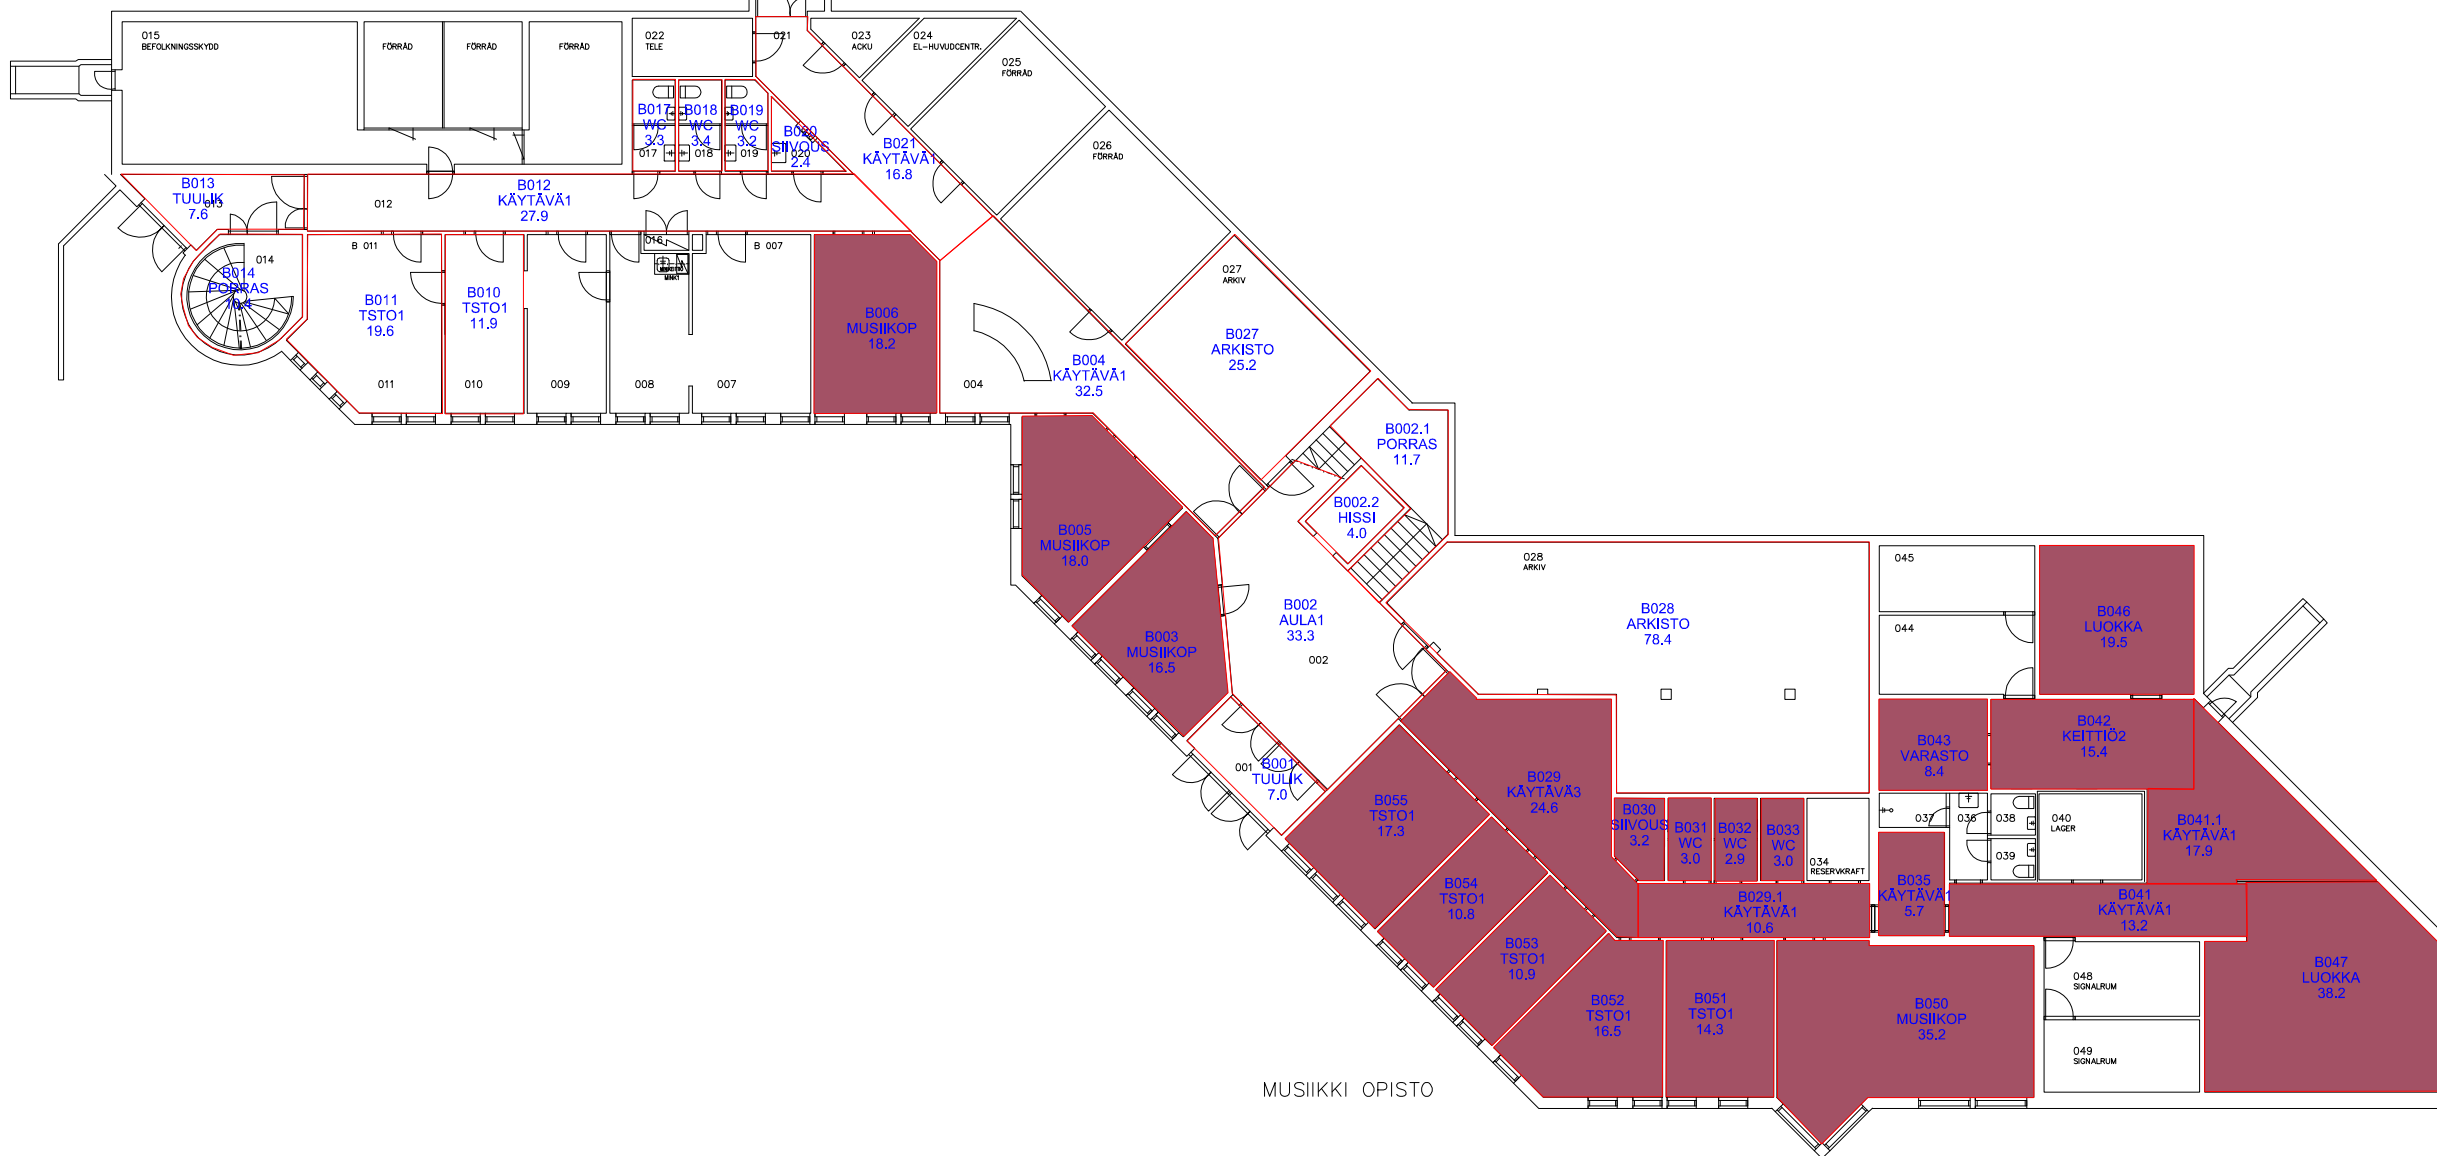 015
BEFOLKNINGSSKYDD
FÖRRÅD
FÖRRÅD
FÖRRÅD
022
TELE
021
023
ACKU
024
EL-HUVUDCENTR.
025
FÖRRÅD
026
FÖRRÅD
B017
WC
3.3
017
B018
WC
3.4
018
B019
WC
3.2
019
B020
SIIVOUS
2.4
020
B021
KÄYTÄVÄ1
16.8
B013
TUULIK
7.6
013
012
B012
KÄYTÄVÄ1
27.9
B014
PORRAS
10.4
014
B 011
B011
TSTO1
19.6
011
B010
TSTO1
11.9
010
009
008
016
B 007
007
B006
MUSIIKOP
18.2
004
B004
KÄYTÄVÄ1
32.5
027
ARKIV
B027
ARKISTO
25.2
B002.1
PORRAS
11.7
B002.2
HISSI
4.0
B005
MUSIIKOP
18.0
B003
MUSIIKOP
16.5
B002
AULA1
33.3
002
001
B001
TUULIK
7.0
028
ARKIV
B028
ARKISTO
78.4
045
044
B046
LUOKKA
19.5
B043
VARASTO
8.4
B042
KEITTIÖ2
15.4
B029
KÄYTÄVÄ3
24.6
B055
TSTO1
17.3
B054
TSTO1
10.8
B053
TSTO1
10.9
B052
TSTO1
16.5
B051
TSTO1
14.3
B030
SIIVOUS
3.2
B031
WC
3.0
B032
WC
2.9
B033
WC
3.0
034
RESERVKRAFT
B029.1
KÄYTÄVÄ1
10.6
B035
KÄYTÄVÄ1
5.7
037
036
038
039
040
LAGER
B041.1
KÄYTÄVÄ1
17.9
B041
KÄYTÄVÄ1
13.2
B047
LUOKKA
38.2
048
SIGNALRUM
049
SIGNALRUM
B050
MUSIIKOP
35.2
MUSIIKKI OPISTO